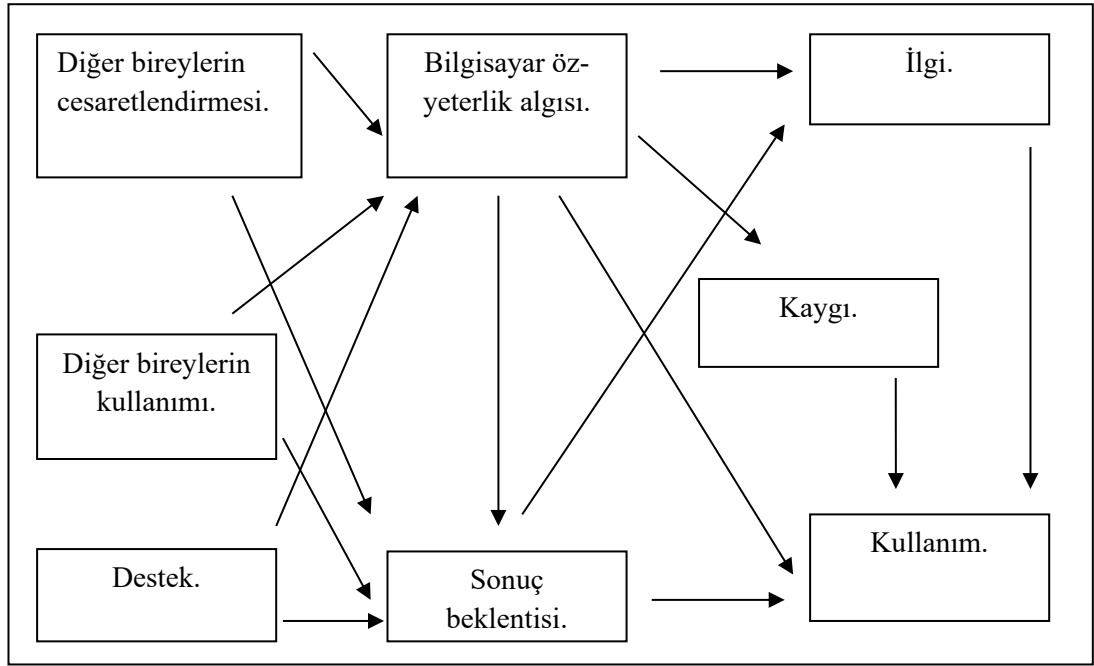 Diğer bireylerin
cesaretlendirmesi.
Bilgisayar öz-
yeterlik algısı.
İlgi.
Kaygı.
Diğer bireylerin
kullanımı.
Kullanım.
Destek.
Sonuç
beklentisi.